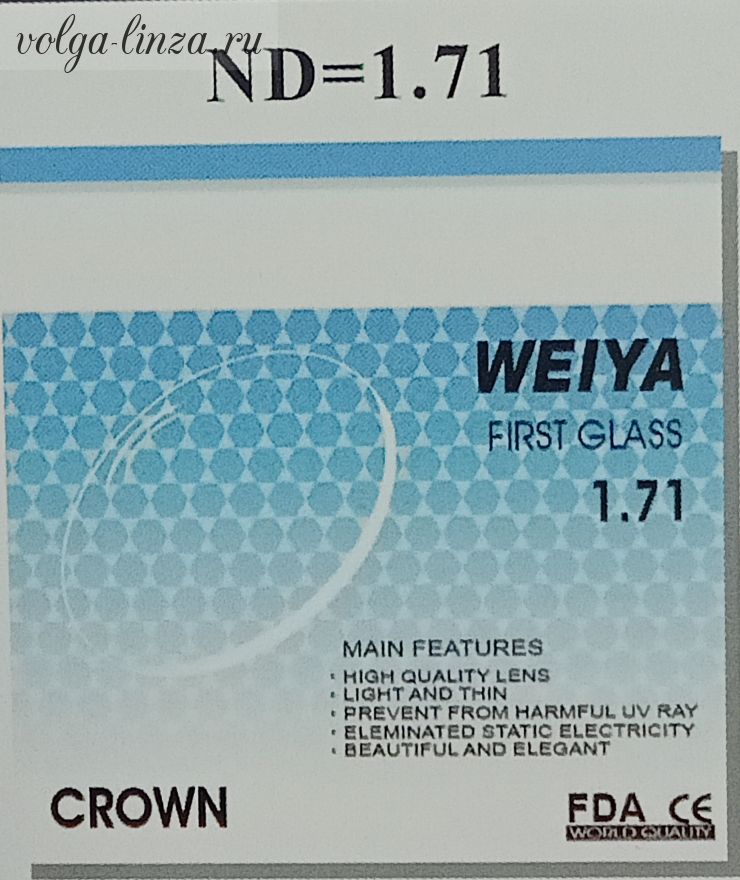 volga-linza.ru
ND=1.71
WEIYA
FIRST GLASS
1.71
MAIN FEATURES
· HIGH QUALITY LENS
· LIGHT AND THIN
· PREVENT FROM HARMFUL UV RAY
· ELEMINATED STATIC ELECTRICITY
· BEAUTIFUL AND ELEGANT
CROWN
FDA CE
WORLD QUALITY